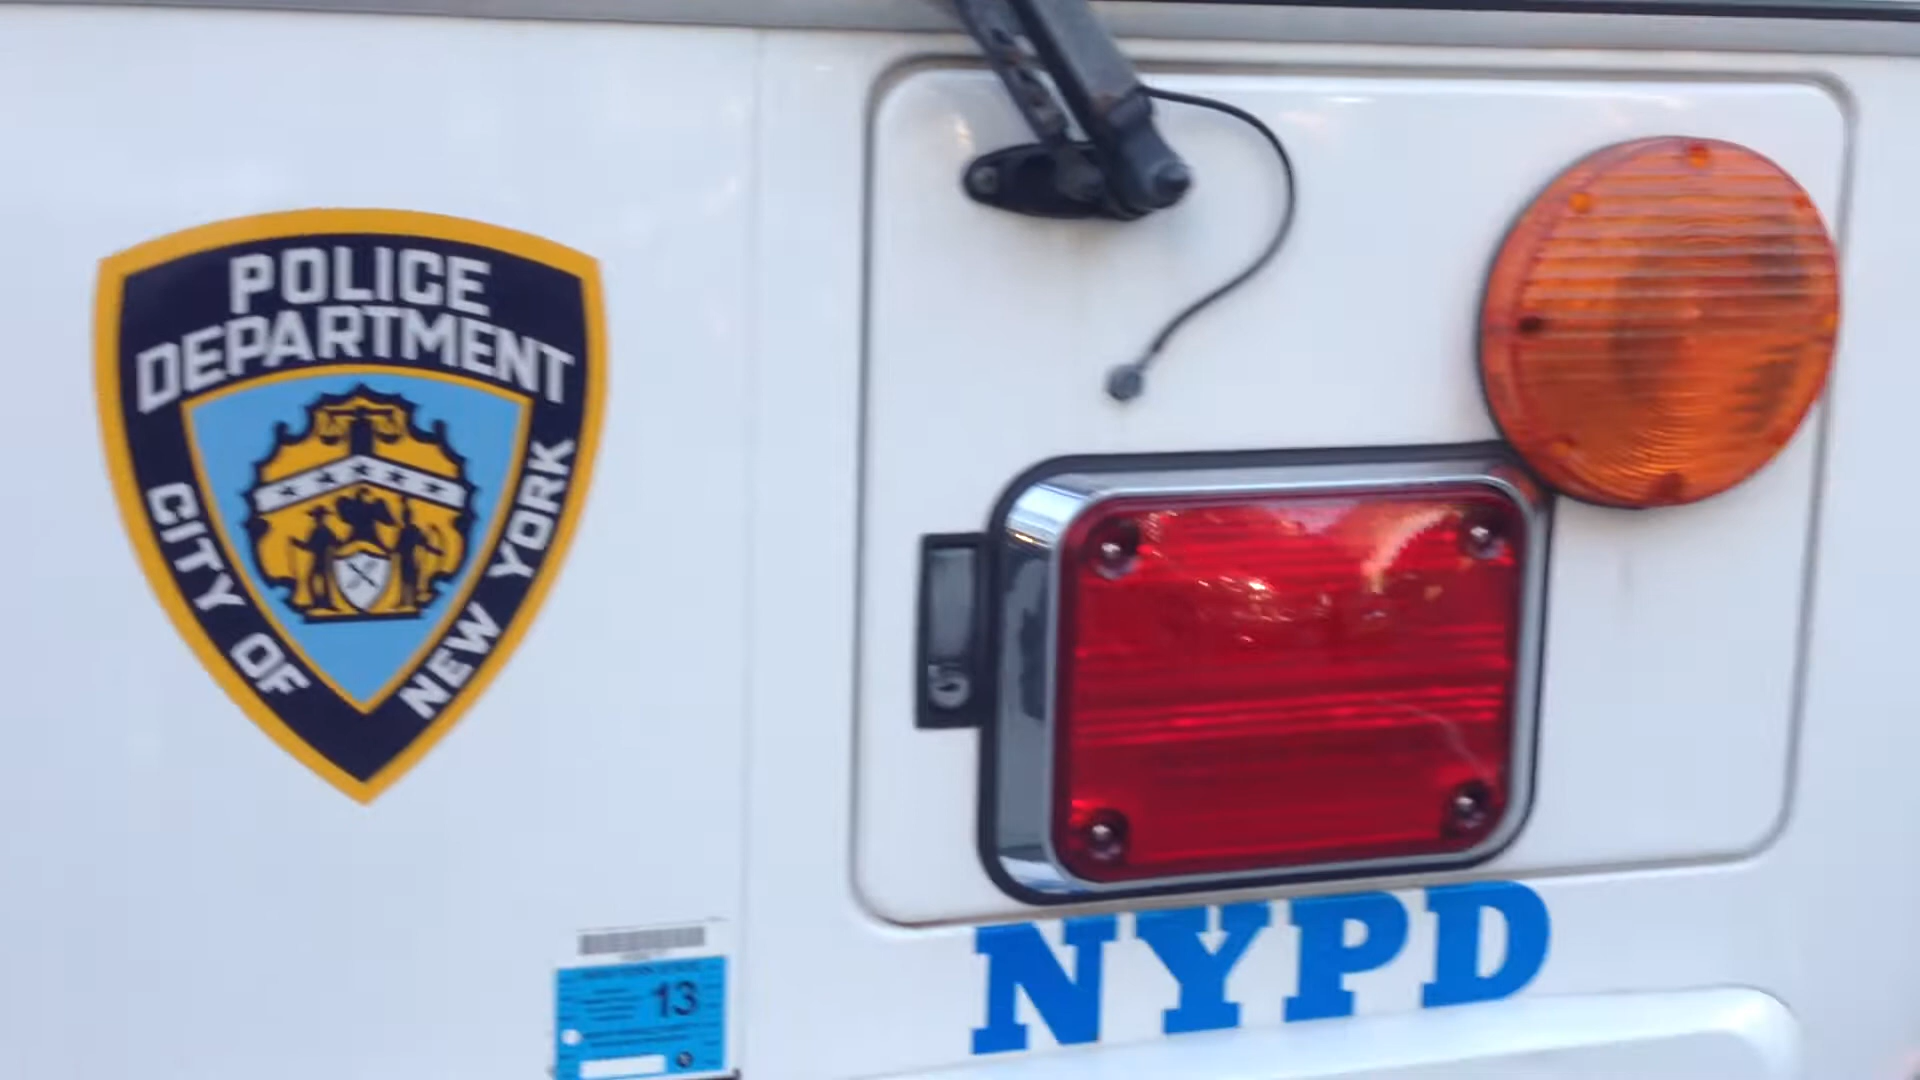 POLICE
DEPARTMENT
CITY OF
NEW YORK
NYPD
13